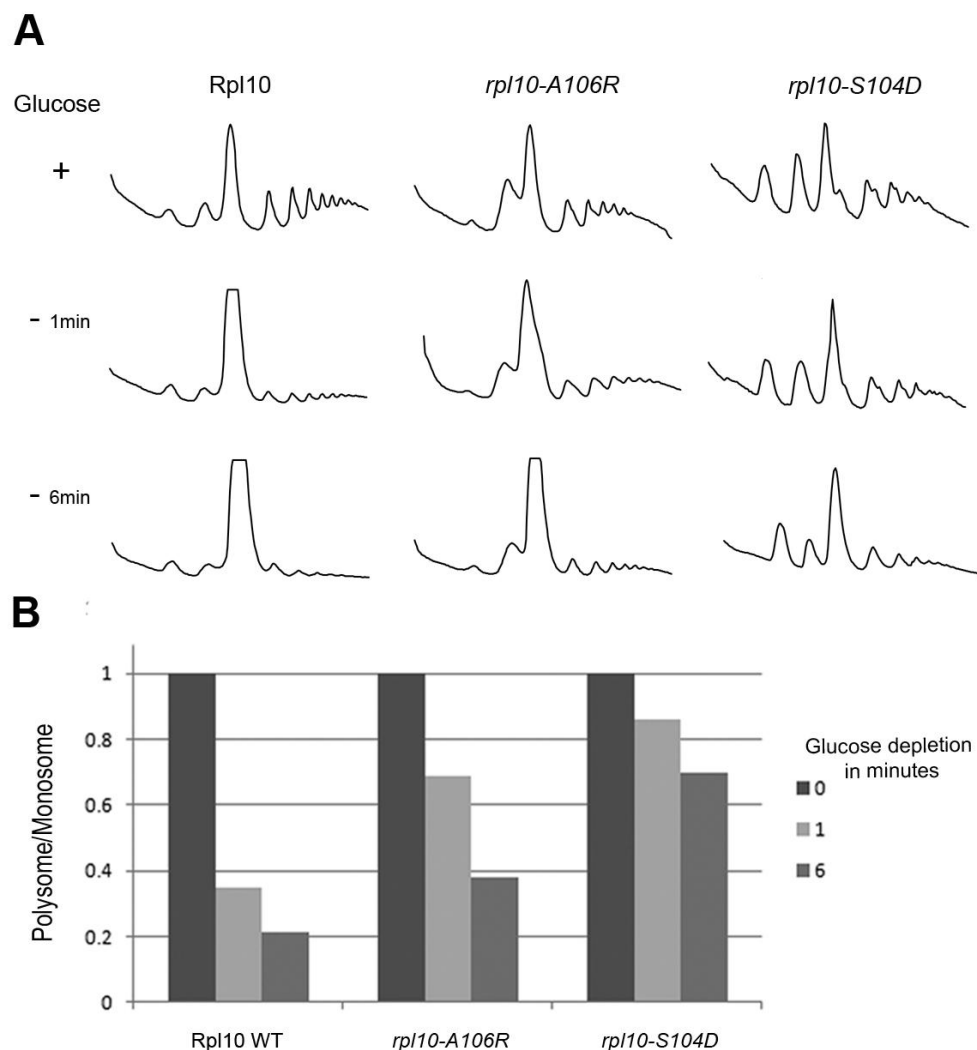 A
Glucose
Rpl10
rpl10-A106R
rpl10-S104D
+
- 1min
- 6min
B
Polysome/Monosome
1
0.8
0.6
0.4
0.2
0
Rpl10 WT
rpl10-A106R
rpl10-S104D
Glucose depletion
in minutes
0
1
6